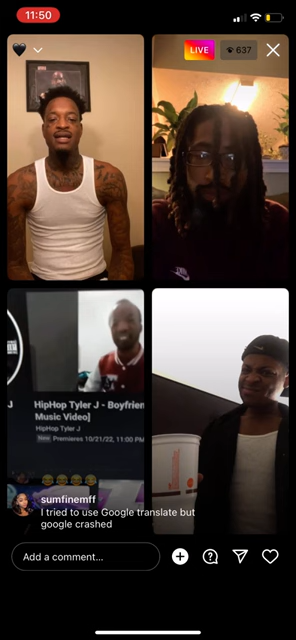 11:50
LIVE
637
J
HipHop Tyler J - Boyfrien
Music Video]
HipHop Tyler J
New Premieres 10/21/22, 11:00 PM
sumfinemff
I tried to use Google translate but
google crashed
Add a comment...